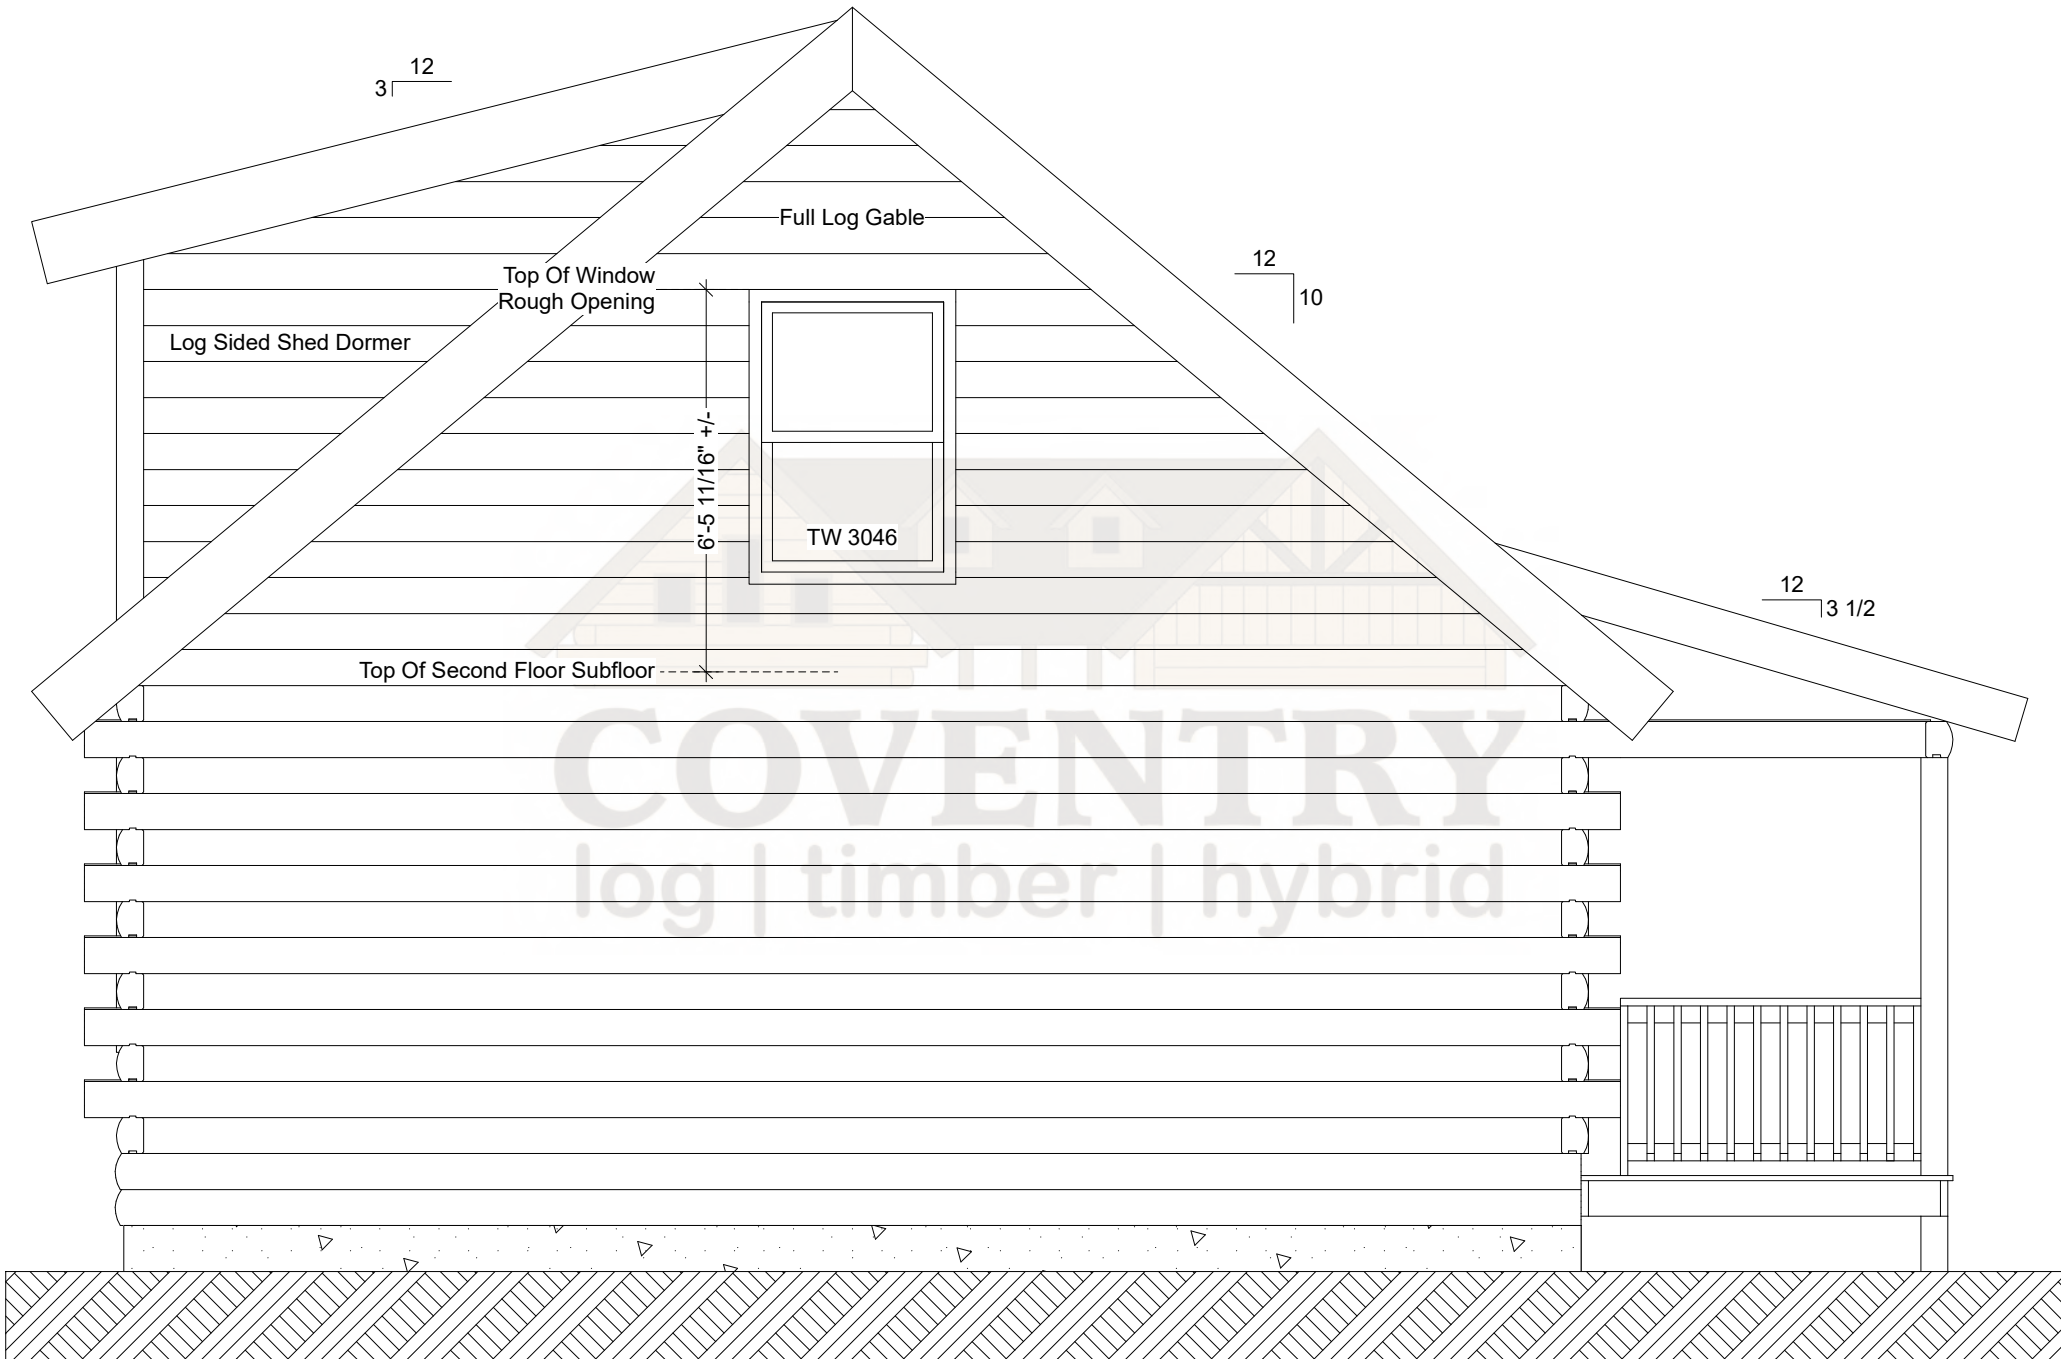 12
3
Full Log Gable
12
10
Top Of Window
Rough Opening
Log Sided Shed Dormer
6'-5 11/16" +/-
TW 3046
12
3 1/2
Top Of Second Floor Subfloor
COVENTRY
log | timber | hybrid